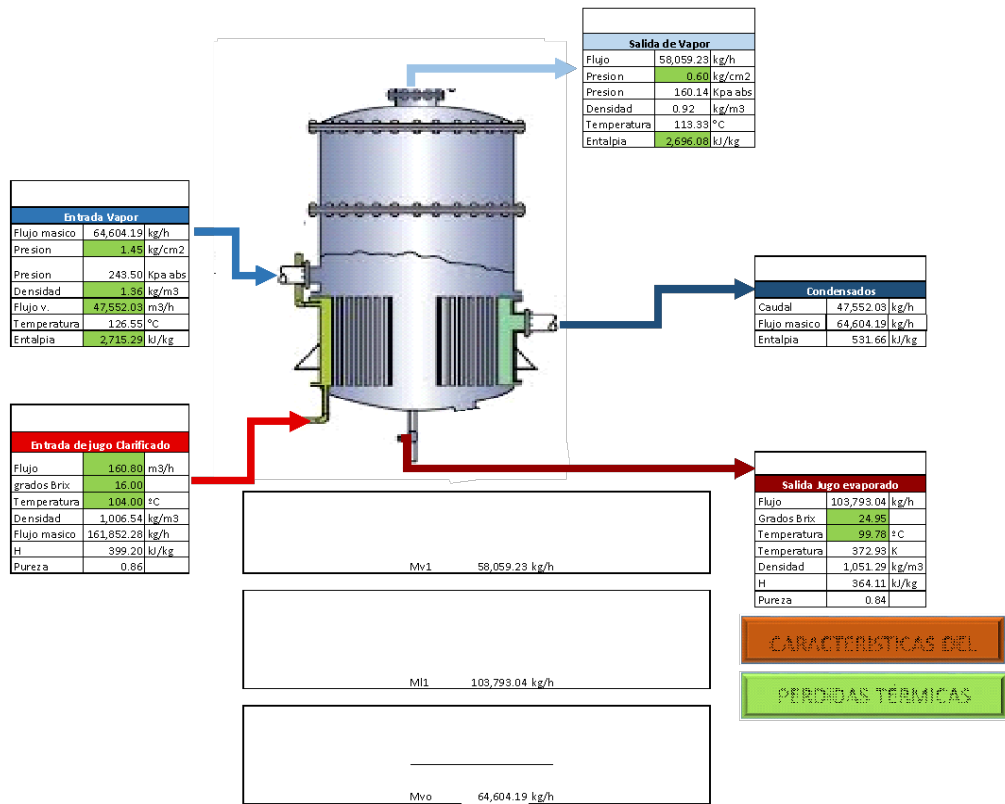 Salida de Vapor
Flujo 58,059.23 kg/h
Presion 0.60 kg/cm2
Presion 160.14 Kpa abs
Densidad 0.92 kg/m3
Temperatura 113.33 °C
Entalpia 2,696.08 kJ/kg
Entrada Vapor
Flujo masico 64,604.19 kg/h
Presion 1.45 kg/cm2
Presion 243.50 Kpa abs
Densidad 1.36 kg/m3
Flujo v. 47,552.03 m3/h
Temperatura 126.55 °C
Entalpia 2,715.29 kJ/kg
Condensados
Caudal 47,552.03 kg/h
Flujo masico 64,604.19 kg/h
Entalpia 531.66 kJ/kg
Entrada de jugo Clarificado
Flujo 160.80 m3/h
grados Brix 16.00
Temperatura 104.00 ºC
Densidad 1,006.54 kg/m3
Flujo masico 161,852.28 kg/h
H 399.20 kJ/kg
Pureza 0.86
Salida Jugo evaporado
Flujo 103,793.04 kg/h
Grados Brix 24.95
Temperatura 99.78 ºC
Temperatura 372.93 K
Densidad 1,051.29 kg/m3
H 364.11 kJ/kg
Pureza 0.84
Mv1 58,059.23 kg/h
Ml1 103,793.04 kg/h
Mvo 64,604.19 kg/h
CARACTERISTICAS DEL
PERDIDAS TÉRMICAS